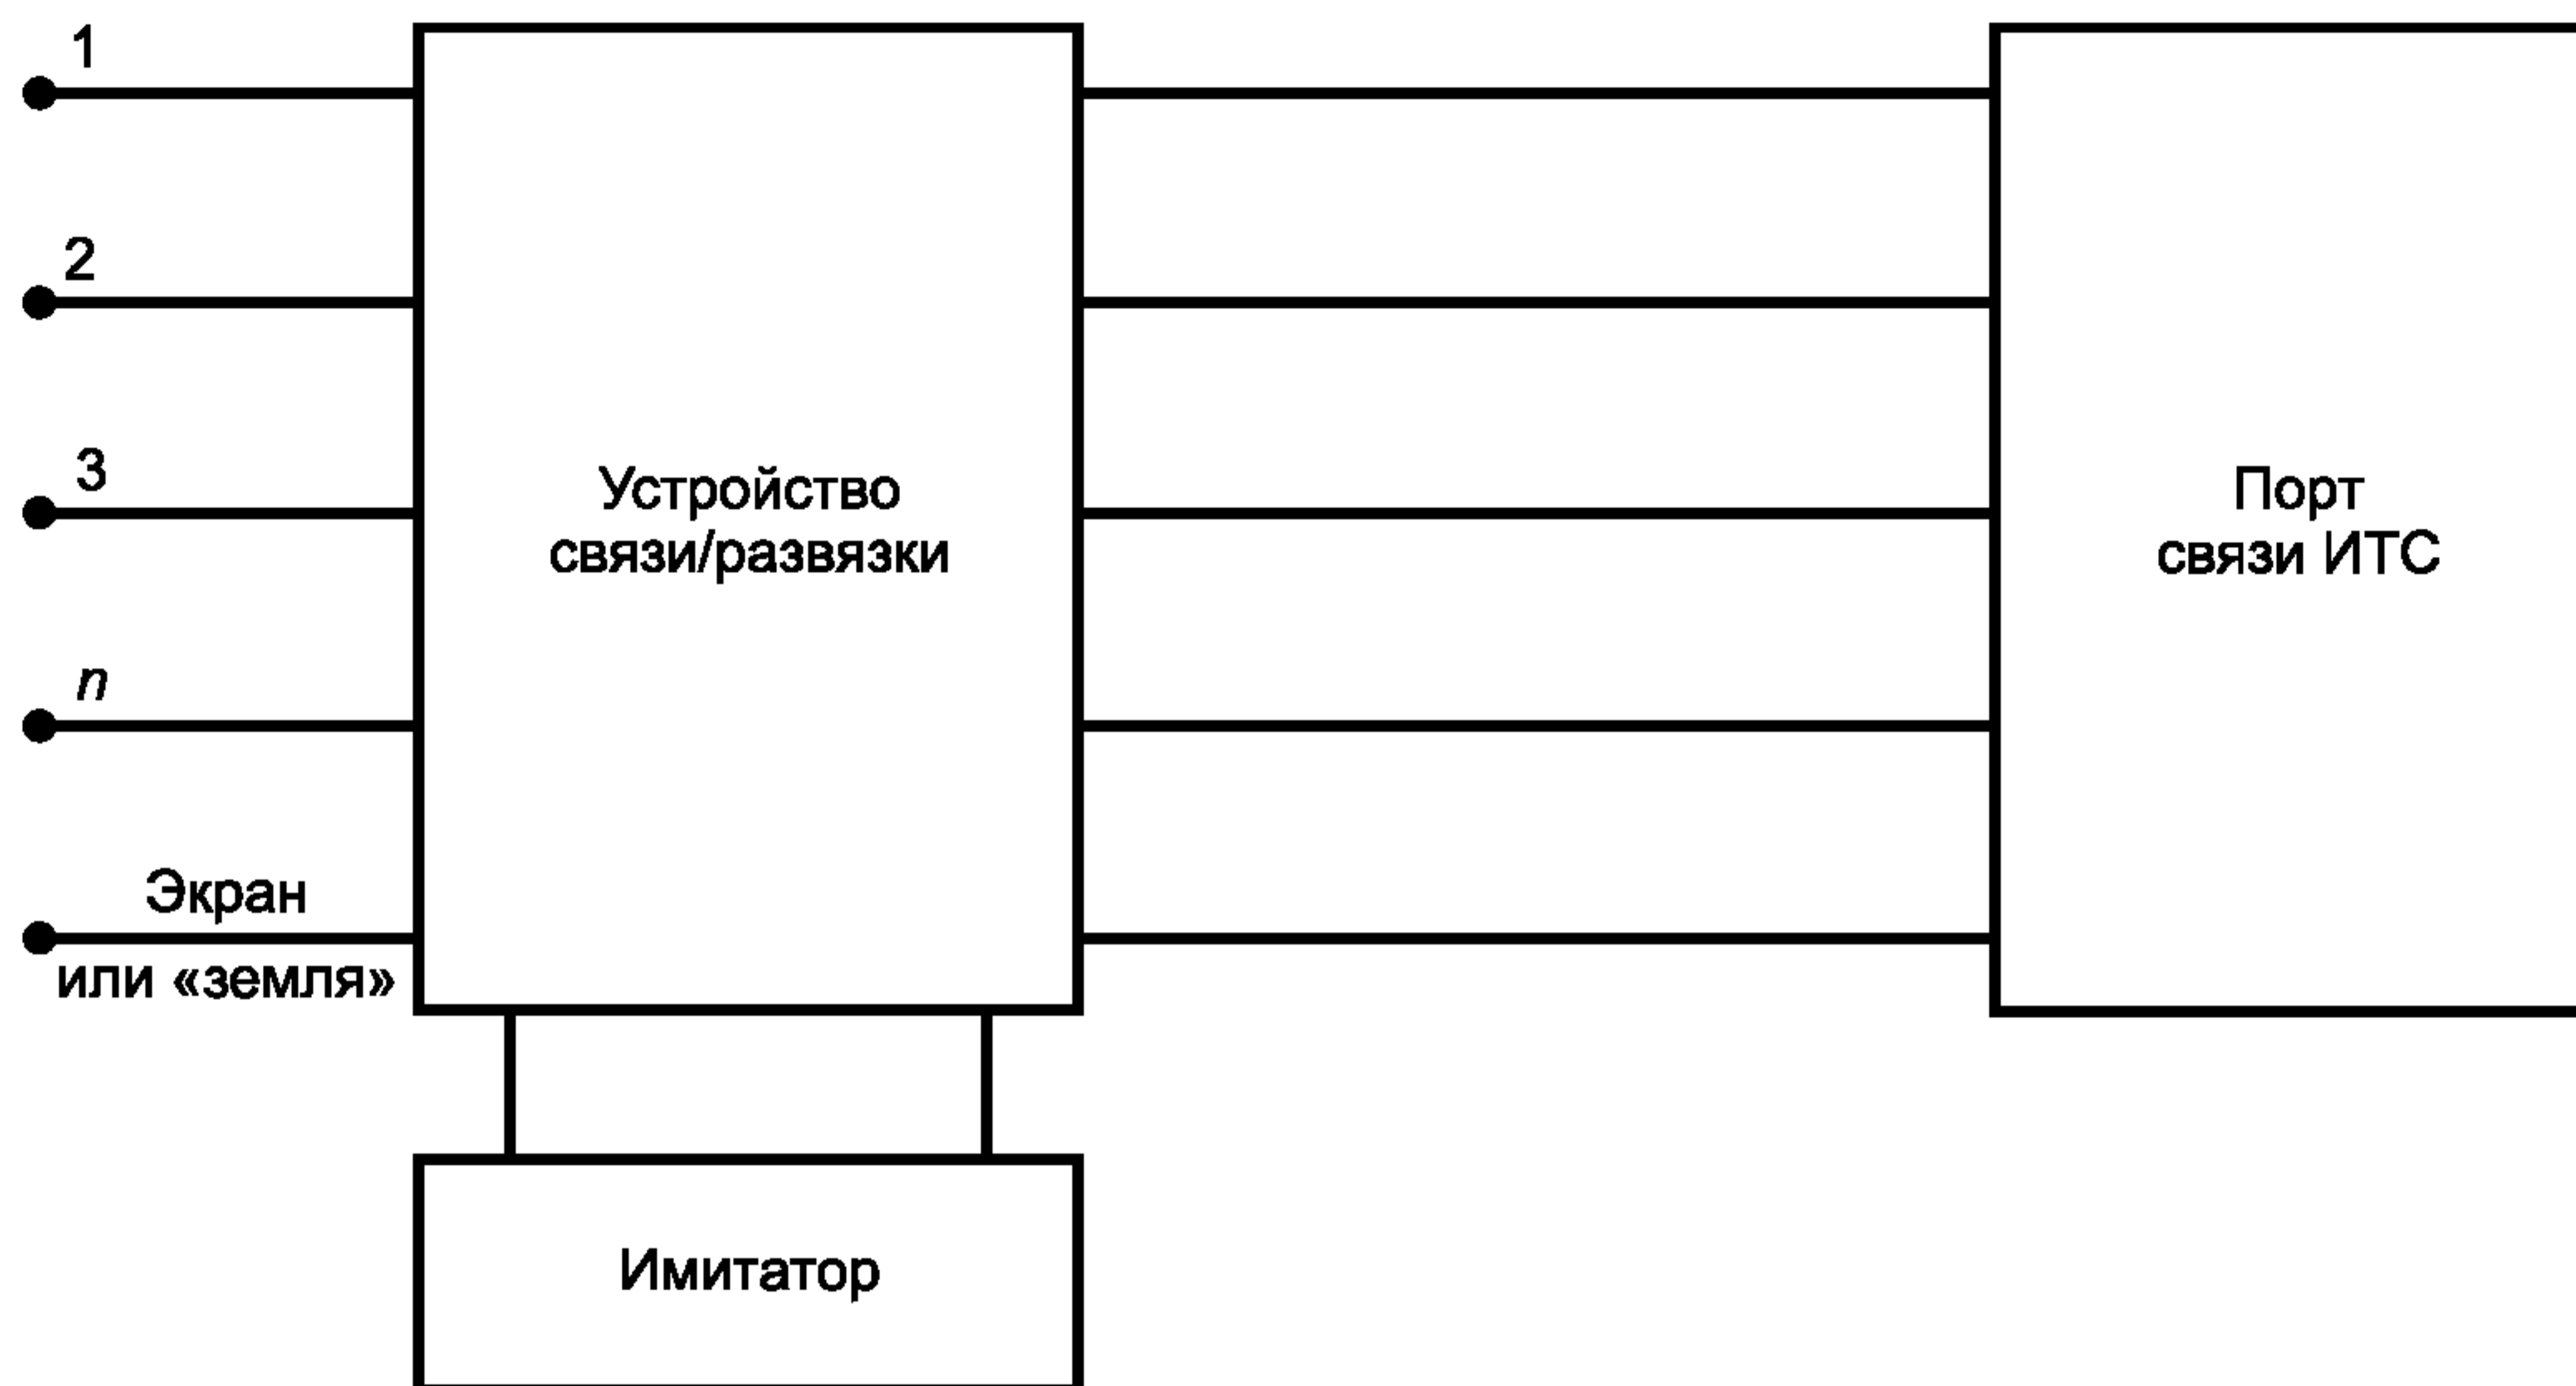 1
2
3
n
Экран
или «земля»
Устройство
связи/развязки
Порт
связи ИТС
Имитатор